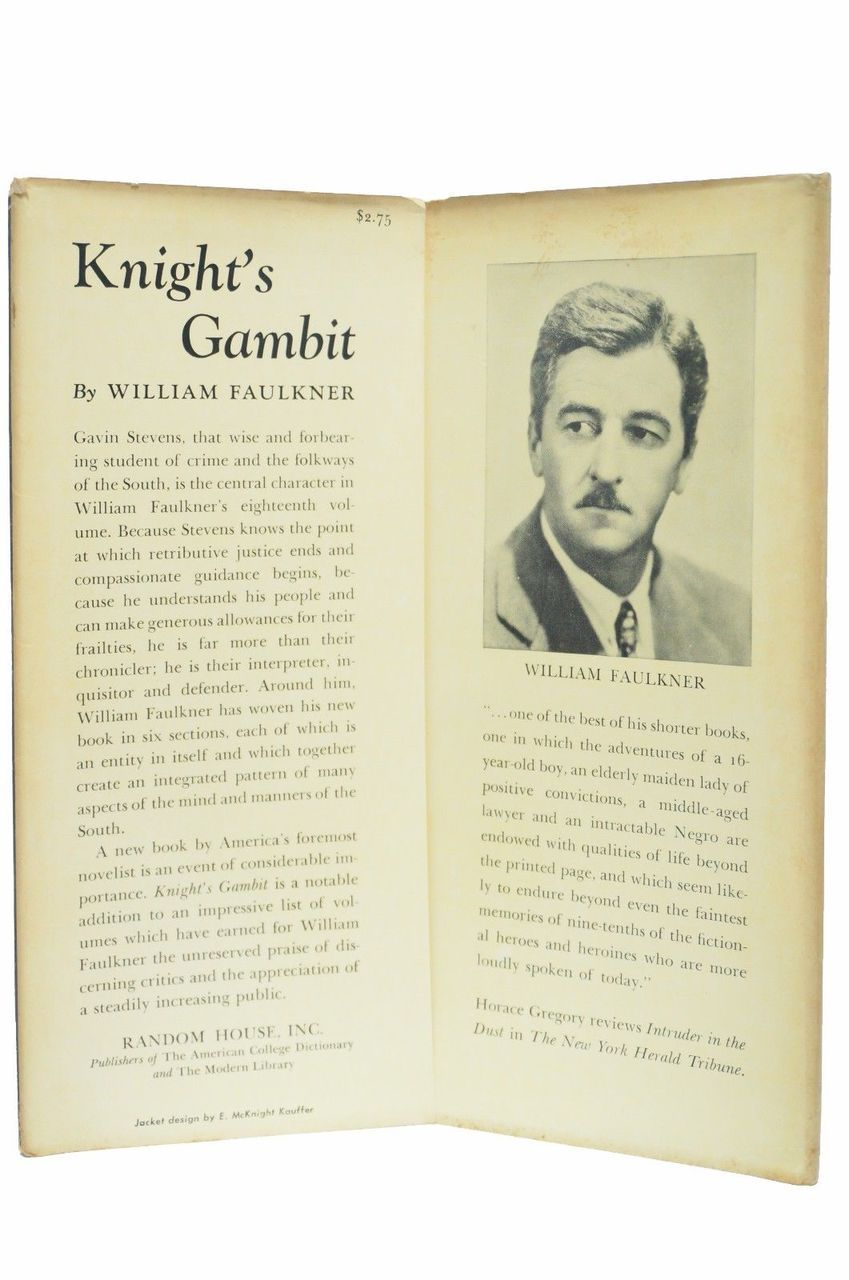 $2.75
Knight's
Gambit
By WILLIAM FAULKNER
Gavin Stevens, that wise and forbear-
ing student of crime and the folkways
of the South, is the central character in
William Faulkner's eighteenth vol-
ume. Because Stevens knows the point
at which retributive justice ends and
compassionate guidance begins, be-
cause he understands his people and
can make generous allowances for their
frailties, he is far more than their
chronicler; he is their interpreter, in-
quisitor and defender. Around him,
William Faulkner has woven his new
book in six sections, each of which is
an entity in itself and which together
create an integrated pattern of many
aspects of the mind and manners of the
South.
A new book by America's foremost
novelist is an event of considerable im-
portance. Knight's Gambit is a notable
addition to an impressive list of vol-
umes which have earned for William
Faulkner the unreserved praise of dis-
cerning critics and the appreciation of
a steadily increasing public.
RANDOM HOUSE, INC.
Publishers of The American College Dictionary
and The Modern Library
Jacket design by E. McKnight Kauffer
WILLIAM FAULKNER
"...one of the best of his shorter books,
one in which the adventures of a 16-
year-old boy, an elderly maiden lady of
positive convictions, a middle-aged
lawyer and an intractable Negro are
endowed with qualities of life beyond
the printed page, and which seem like-
ly to endure beyond even the faintest
memories of nine-tenths of the fiction-
al heroes and heroines who are more
loudly spoken of today."
Horace Gregory reviews Intruder in the
Dust in The New York Herald Tribune.